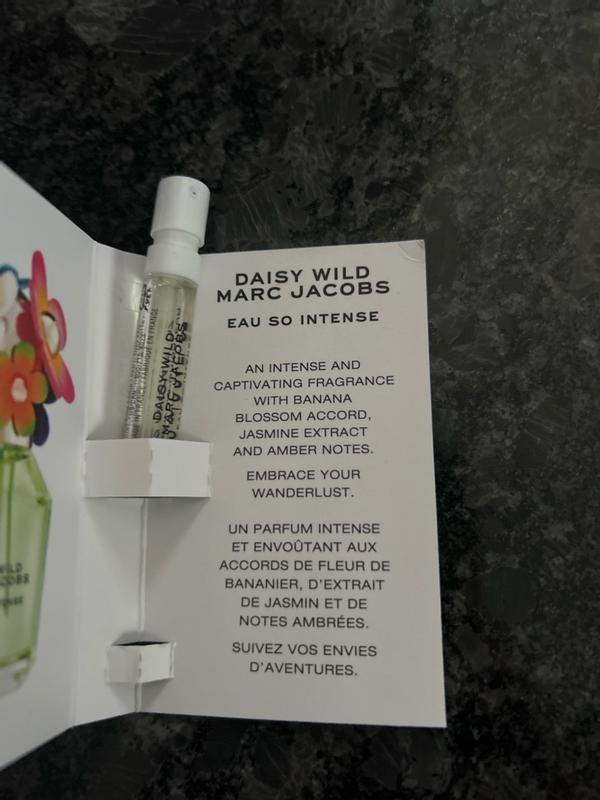 DAISY WILD
MARC JACOBS
EAU SO INTENSE
AN INTENSE AND
CAPTIVATING FRAGRANCE
WITH BANANA
BLOSSOM ACCORD,
JASMINE EXTRACT
AND AMBER NOTES.
EMBRACE YOUR
WANDERLUST.
UN PARFUM INTENSE
ET ENVOÛTANT AUX
ACCORDS DE FLEUR DE
BANANIER, D'EXTRAIT
DE JASMIN ET DE
NOTES AMBRÉES.
SUIVEZ VOS ENVIES
D'AVENTURES.
DAISY WILD
MARC JACOBS